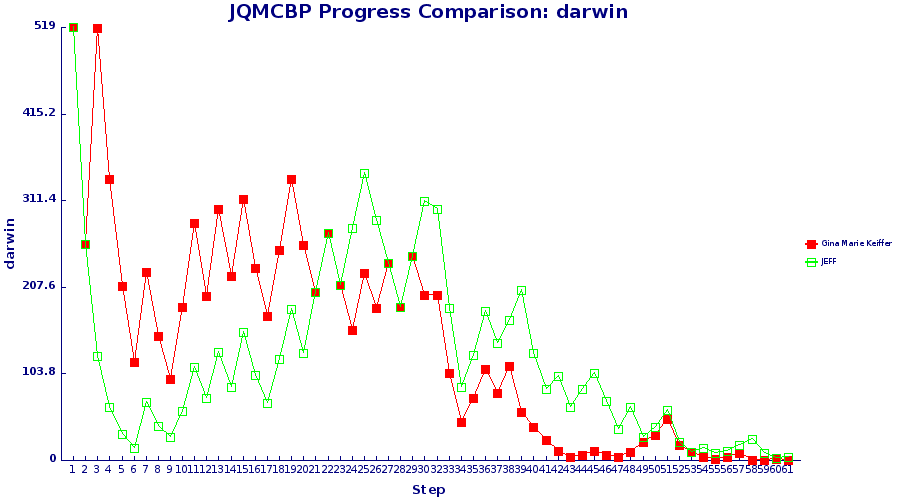 JQMCBP Progress Comparison: darwin
519
415.2
311.4
207.6
103.8
0
darwin
1 2 3 4 5 6 7 8 9 10 11 12 13 14 15 16 17 18 19 20 21 22 23 24 25 26 27 28 29 30 31 32 33 34 35 36 37 38 39 40 41 42 43 44 45 46 47 48 49 50 51 52 53 54 55 56 57 58 59 60 61
Step
Gina Marie Keiffer
JEFF